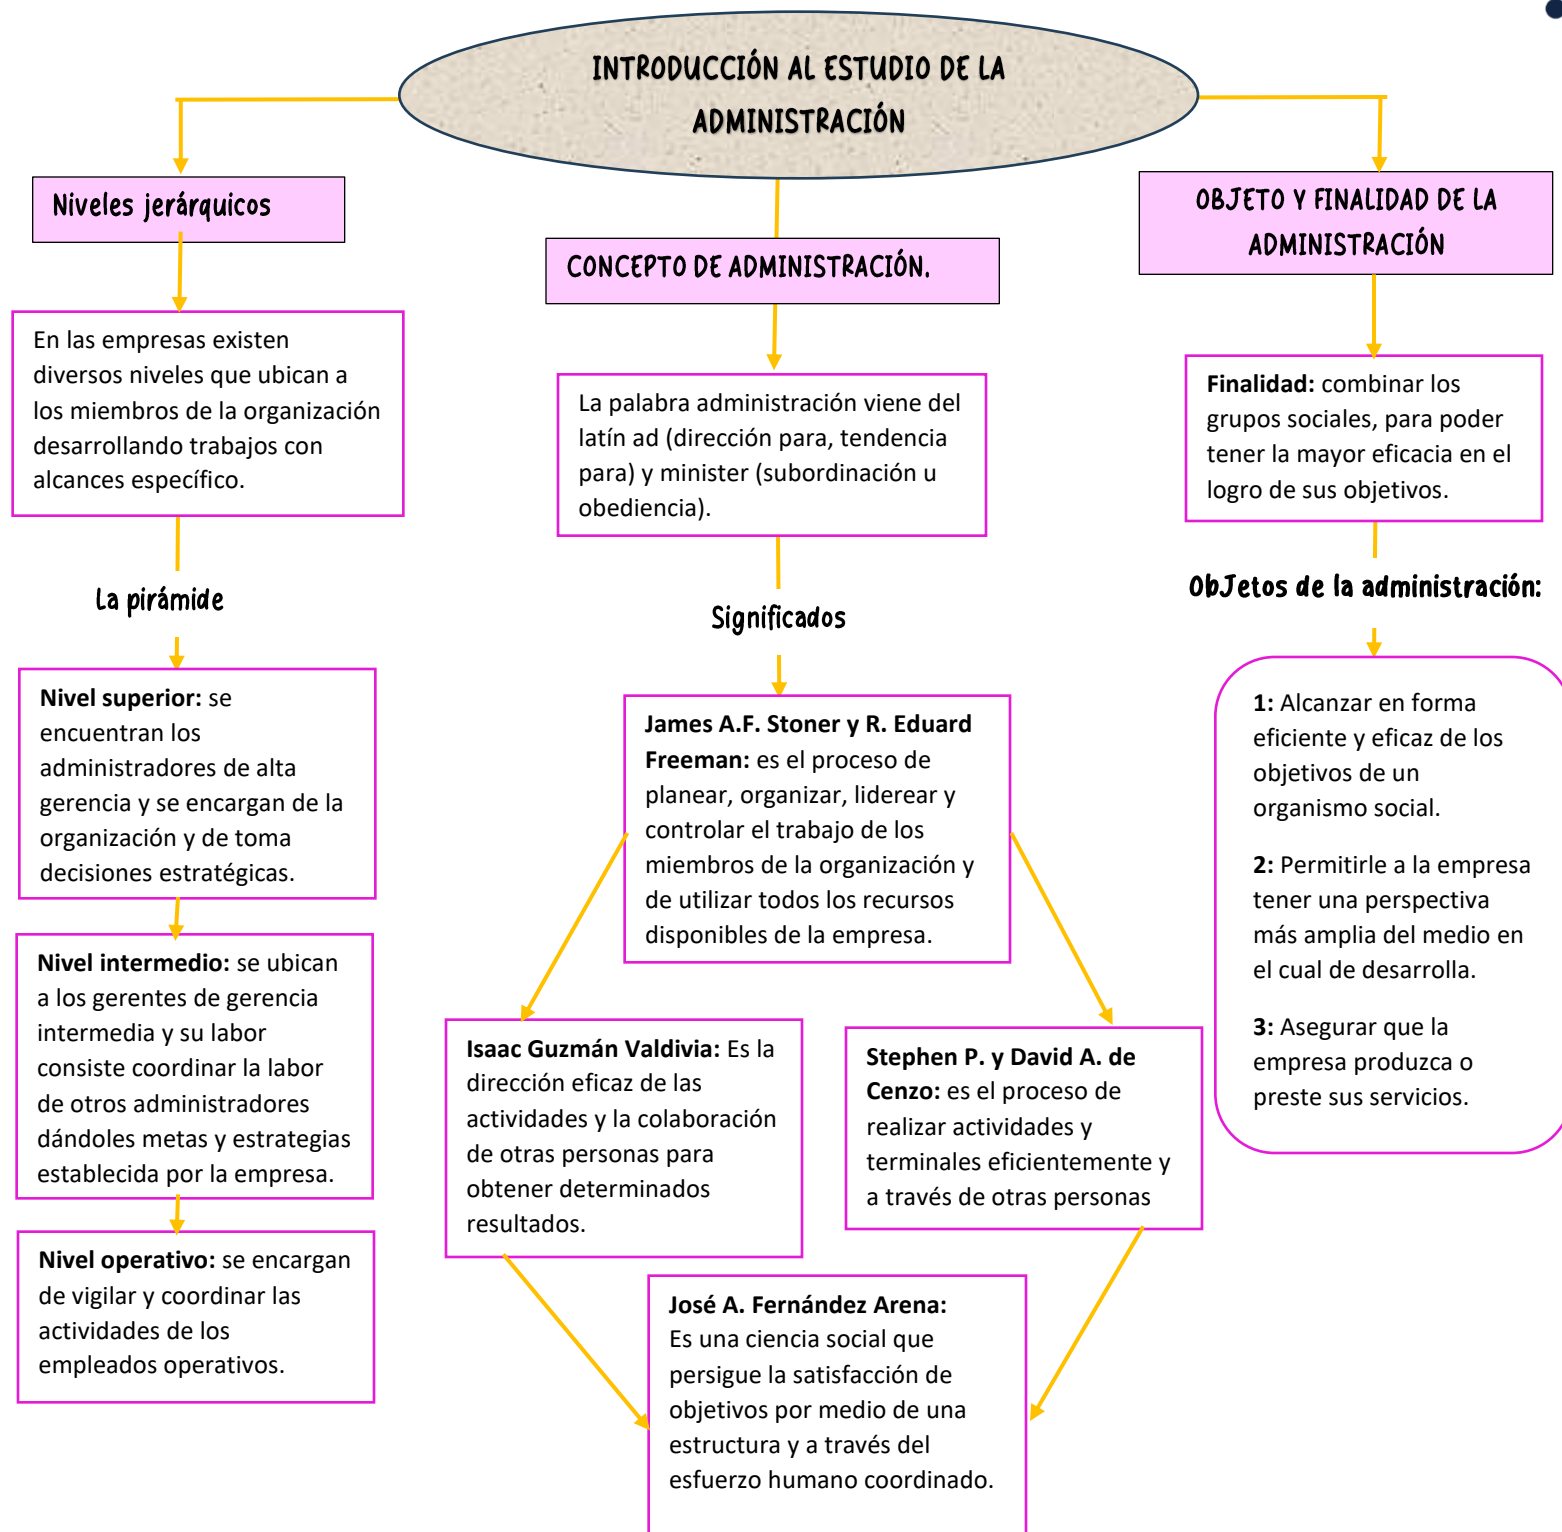 INTRODUCCIÓN AL ESTUDIO DE LA
ADMINISTRACIÓN
Niveles jerárquicos
En las empresas existen
diversos niveles que ubican a
los miembros de la organización
desarrollando trabajos con
alcances específico.
La pirámide
Nivel superior: se
encuentran los
administradores de alta
gerencia y se encargan de la
organización y de toma
decisiones estratégicas.
Nivel intermedio: se ubican
a los gerentes de gerencia
intermedia y su labor
consiste coordinar la labor
de otros administradores
dándoles metas y estrategias
establecida por la empresa.
Nivel operativo: se encargan
de vigilar y coordinar las
actividades de los
empleados operativos.
CONCEPTO DE ADMINISTRACIÓN.
La palabra administración viene del
latín ad (dirección para, tendencia
para) y minister (subordinación u
obediencia).
Significados
James A.F. Stoner y R. Eduard
Freeman: es el proceso de
planear, organizar, liderear y
controlar el trabajo de los
miembros de la organización y
de utilizar todos los recursos
disponibles de la empresa.
Isaac Guzmán Valdivia: Es la
dirección eficaz de las
actividades y la colaboración
de otras personas para
obtener determinados
resultados.
Stephen P. y David A. de
Cenzo: es el proceso de
realizar actividades y
terminales eficientemente y
a través de otras personas
José A. Fernández Arena:
Es una ciencia social que
persigue la satisfacción de
objetivos por medio de una
estructura y a través del
esfuerzo humano coordinado.
OBJETO Y FINALIDAD DE LA
ADMINISTRACIÓN
Finalidad: combinar los
grupos sociales, para poder
tener la mayor eficacia en el
logro de sus objetivos.
ObJetos de la administración:
1: Alcanzar en forma
eficiente y eficaz de los
objetivos de un
organismo social.
2: Permitirle a la empresa
tener una perspectiva
más amplia del medio en
el cual de desarrolla.
3: Asegurar que la
empresa produzca o
preste sus servicios.